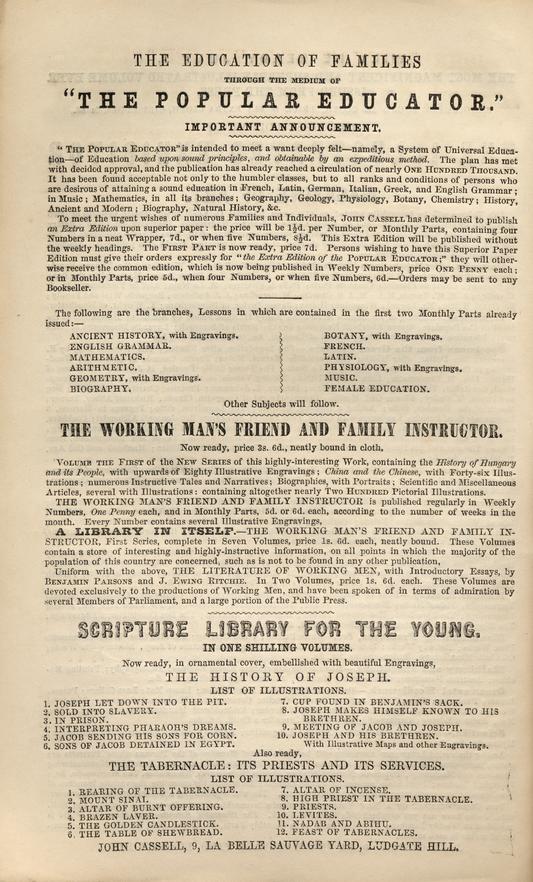 THE EDUCATION OF FAMILIES
THROUGH THE MEDIUM OF
"THE POPULAR EDUCATOR."
IMPORTANT ANNOUNCEMENT.
"THE POPULAR EDUCATOR" is intended to meet a want deeply felt—namely, a System of Universal Educa-
tion—of Education based upon sound principles, and obtainable by an expeditious method. The plan has met
with decided approval, and the publication has already reached a circulation of nearly ONE HUNDRED THOUSAND.
It has been found acceptable not only to the humbler classes, but to all ranks and conditions of persons who
are desirous of attaining a sound education in French, Latin, German, Italian, Greek, and English Grammar;
in Music; Mathematics, in all its branches; Geography, Geology, Physiology, Botany, Chemistry; History,
Ancient and Modern; Biography, Natural History, &c.
To meet the urgent wishes of numerous Families and Individuals, JOHN CASSELL has determined to publish
an Extra Edition upon superior paper: the price will be 1½d. per Number, or Monthly Parts, containing four
Numbers in a neat Wrapper, 7d., or when five Numbers, 8½d. This Extra Edition will be published without
the weekly headings. The FIRST PART is now ready, price 7d. Persons wishing to have this Superior Paper
Edition must give their orders expressly for "the Extra Edition of the POPULAR EDUCATOR;" they will other-
wise receive the common edition, which is now being published in Weekly Numbers, price ONE PENNY each;
or in Monthly Parts, price 5d., when four Numbers, or when five Numbers, 6d.—Orders may be sent to any
Bookseller.
The following are the branches, Lessons in which are contained in the first two Monthly Parts already
issued:—
ANCIENT HISTORY, with Engravings.
ENGLISH GRAMMAR.
MATHEMATICS.
ARITHMETIC.
GEOMETRY, with Engravings.
BIOGRAPHY.
BOTANY, with Engravings.
FRENCH.
LATIN.
PHYSIOLOGY, with Engravings.
MUSIC.
FEMALE EDUCATION.
Other Subjects will follow.
THE WORKING MAN'S FRIEND AND FAMILY INSTRUCTOR.
Now ready, price 3s. 6d., neatly bound in cloth,
VOLUME THE FIRST of the NEW SERIES of this highly-interesting Work, containing the History of Hungary
and its People, with upwards of Eighty Illustrative Engravings; China and the Chinese, with Forty-six Illus-
trations; numerous Instructive Tales and Narratives; Biographies, with Portraits; Scientific and Miscellaneous
Articles, several with Illustrations: containing altogether nearly TWO HUNDRED Pictorial Illustrations.
THE WORKING MAN'S FRIEND AND FAMILY INSTRUCTOR is published regularly in Weekly
Numbers, One Penny each, and in Monthly Parts, 5d. or 6d. each, according to the number of weeks in the
month. Every Number contains several Illustrative Engravings,
A LIBRARY IN ITSELF.—THE WORKING MAN'S FRIEND AND FAMILY IN-
STRUCTOR, First Series, complete in Seven Volumes, price 1s. 6d. each, neatly bound. These Volumes
contain a store of interesting and highly-instructive information, on all points in which the majority of the
population of this country are concerned, such as is not to be found in any other publication,
Uniform with the above, THE LITERATURE OF WORKING MEN, with Introductory Essays, by
BENJAMIN PARSONS and J. EWING RITCHIE. In Two Volumes, price 1s. 6d. each. These Volumes are
devoted exclusively to the productions of Working Men, and have been spoken of in terms of admiration by
several Members of Parliament, and a large portion of the Public Press.
SCRIPTURE LIBRARY FOR THE YOUNG.
IN ONE SHILLING VOLUMES.
Now ready, in ornamental cover, embellished with beautiful Engravings,
THE HISTORY OF JOSEPH.
LIST OF ILLUSTRATIONS.
1. JOSEPH LET DOWN INTO THE PIT.
2. SOLD INTO SLAVERY.
3. IN PRISON.
4. INTERPRETING PHARAOH'S DREAMS.
5. JACOB SENDING HIS SONS FOR CORN.
6. SONS OF JACOB DETAINED IN EGYPT.
7. CUP FOUND IN BENJAMIN'S SACK.
8. JOSEPH MAKES HIMSELF KNOWN TO HIS
BRETHREN.
9. MEETING OF JACOB AND JOSEPH.
10. JOSEPH AND HIS BRETHREN.
With Illustrative Maps and other Engravings.
Also ready,
THE TABERNACLE: ITS PRIESTS AND ITS SERVICES.
LIST OF ILLUSTRATIONS.
1. REARING OF THE TABERNACLE.
2. MOUNT SINAI.
3. ALTAR OF BURNT OFFERING.
4. BRAZEN LAVER.
5. THE GOLDEN CANDLESTICK.
6. THE TABLE OF SHEWBREAD.
7. ALTAR OF INCENSE.
8. HIGH PRIEST IN THE TABERNACLE.
9. PRIESTS.
10. LEVITES.
11. NADAB AND ABIHU.
12. FEAST OF TABERNACLES.
JOHN CASSELL, 9, LA BELLE SAUVAGE YARD, LUDGATE HILL.